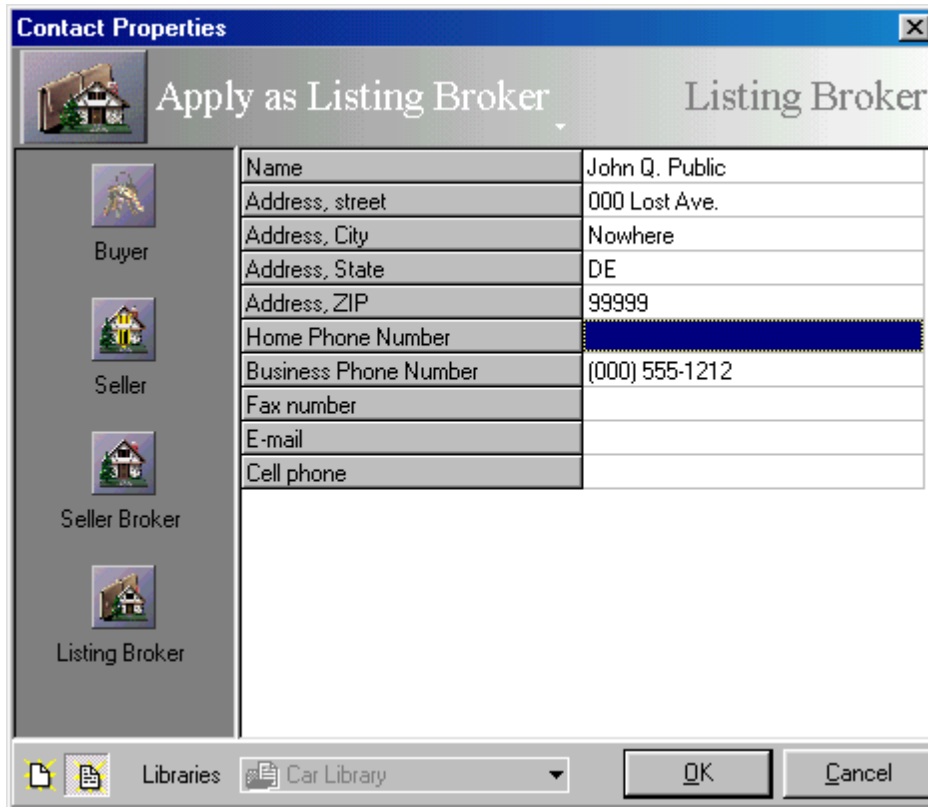 Contact Properties
Apply as Listing Broker Listing Broker
Buyer
Seller
Seller Broker
Listing Broker
Name John Q. Public
Address, street 000 Lost Ave.
Address, City Nowhere
Address, State DE
Address, ZIP 99999
Home Phone Number
Business Phone Number (000) 555-1212
Fax number
E-mail
Cell phone
Libraries Car Library OK Cancel